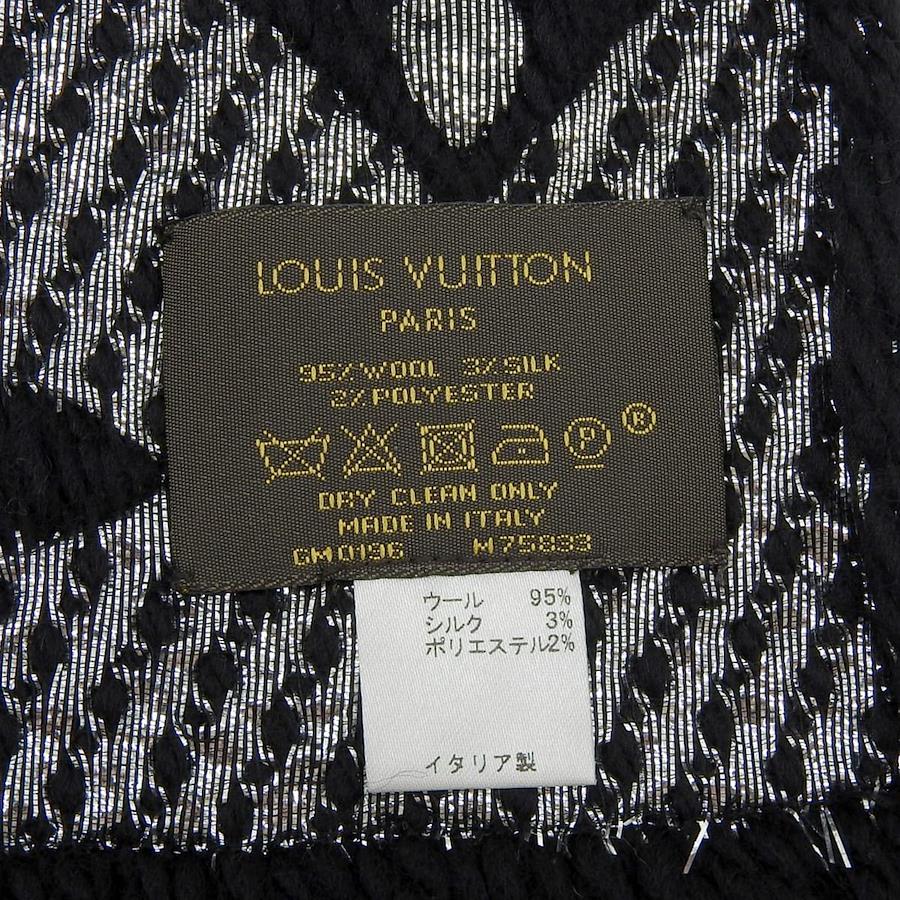 LOUIS VUITTON
PARIS
95%WOOL 3%SILK
2%POLYESTER
P ®
DRY CLEAN ONLY
MADE IN ITALY
GM0196 M75833
ウール 95%
シルク 3%
ポリエステル2%
イタリア製